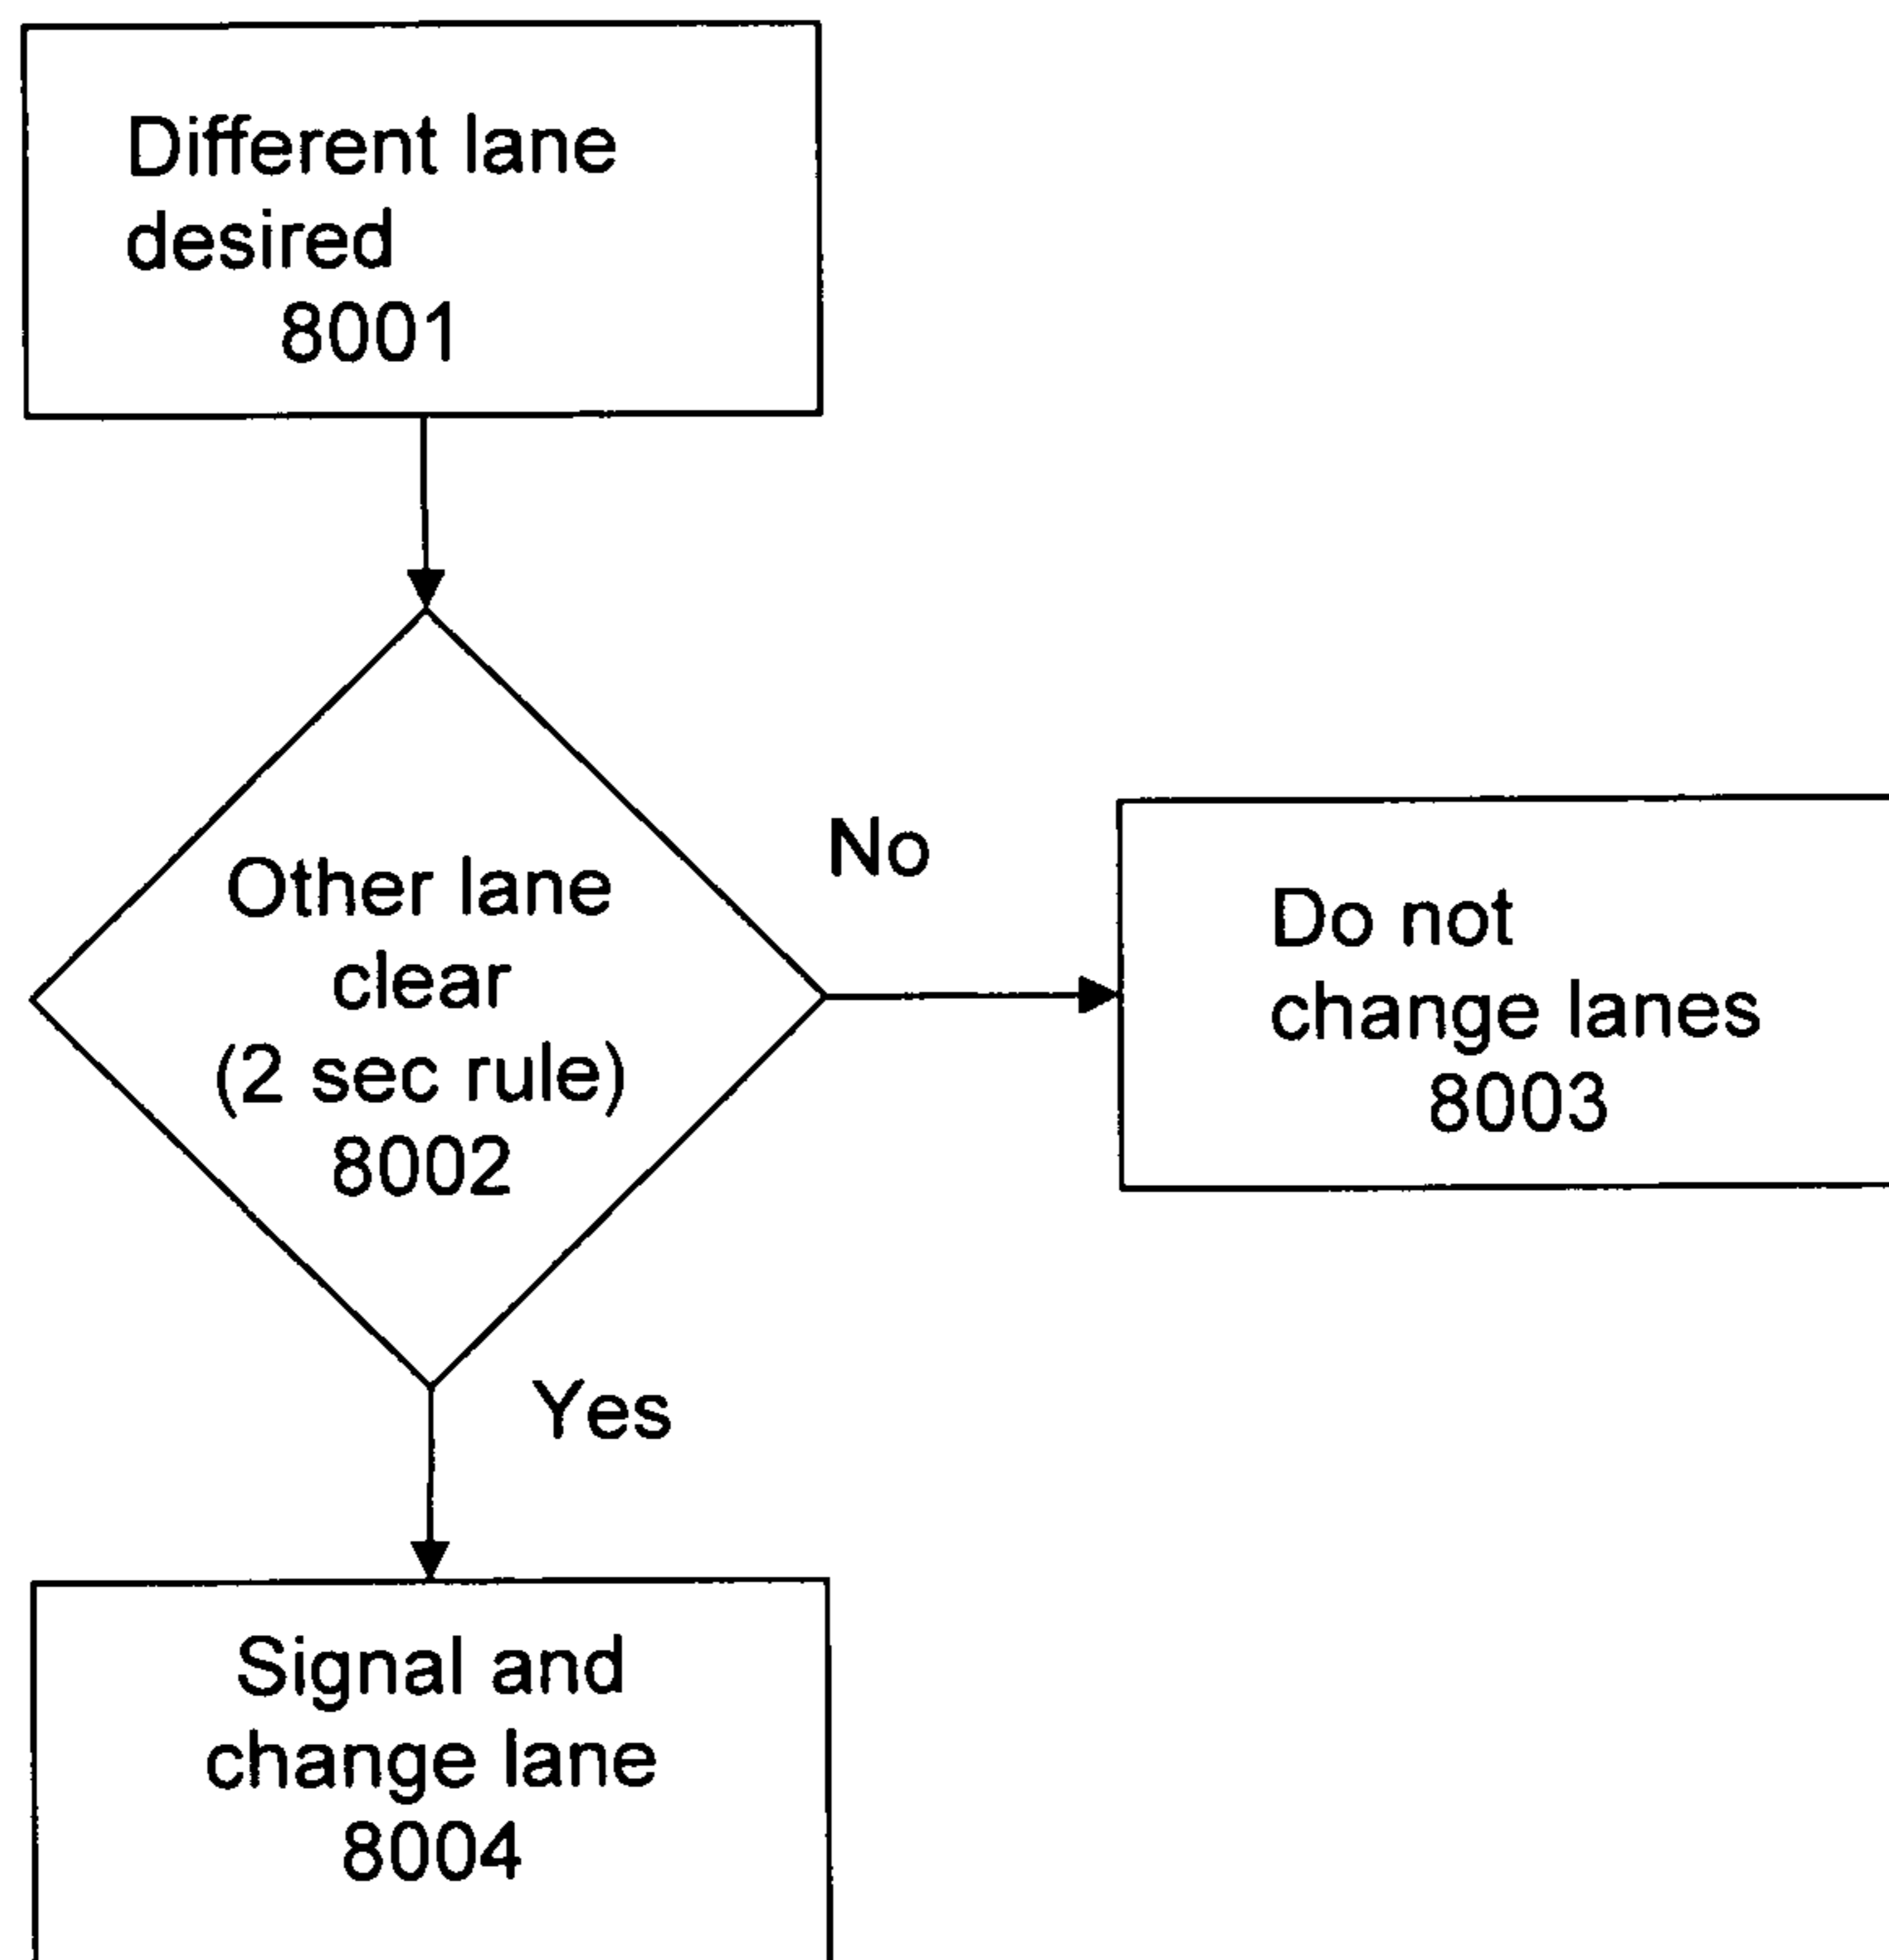 Different lane
desired
8001
Other lane
clear
(2 sec rule)
8002
No
Do not
change lanes
8003
Yes
Signal and
change lane
8004